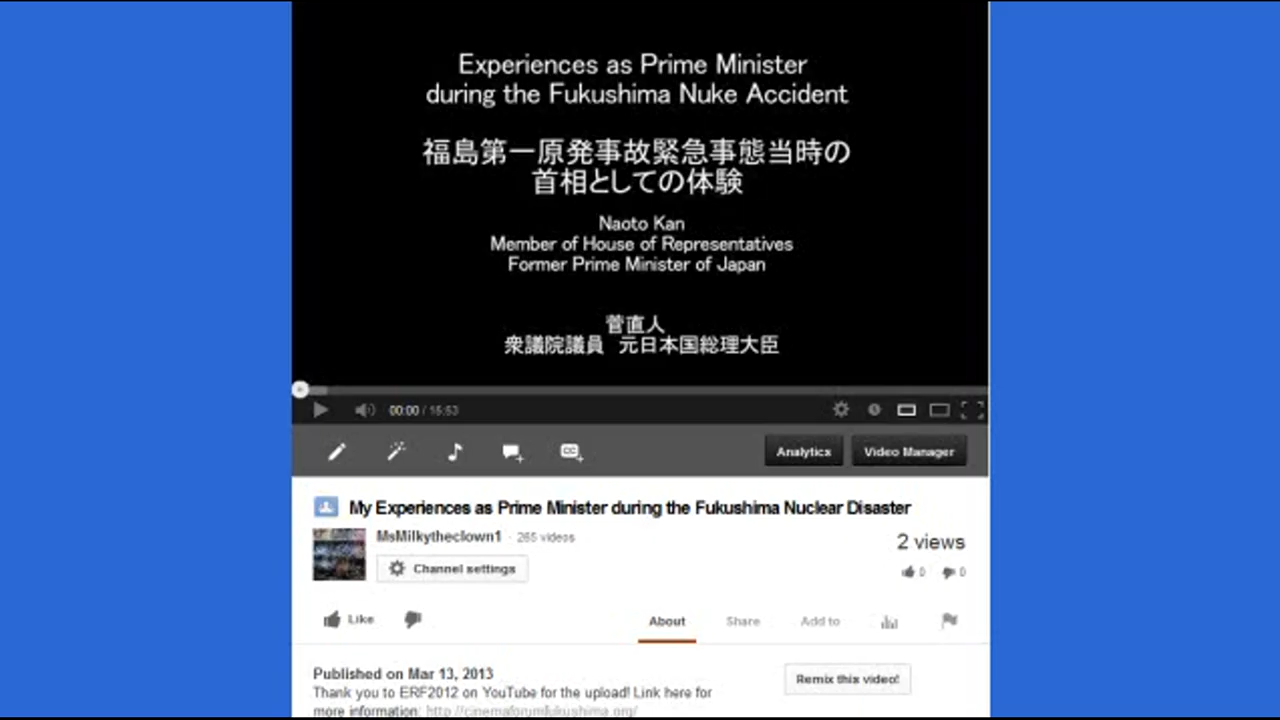 Experiences as Prime Minister
during the Fukushima Nuke Accident
福島第一原発事故緊急事態当時の
首相としての体験
Naoto Kan
Member of House of Representatives
Former Prime Minister of Japan
菅直人
衆議院議員 元日本国総理大臣
00:00 / 15:53
Analytics Video Manager
My Experiences as Prime Minister during the Fukushima Nuclear Disaster
MsMilkytheclown1 · 265 videos
2 views
Channel settings
0 0
Like
About Share Add to
Published on Mar 13, 2013
Remix this video!
Thank you to ERF2012 on YouTube for the upload! Link here for
more information: http://cinemaforumfukushima.org/